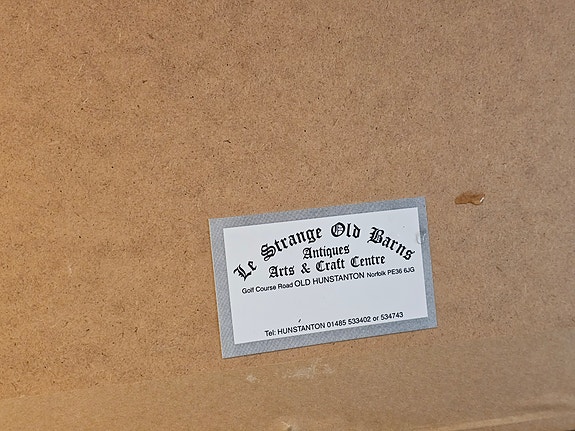 Le Strange Old Barns
Antiques
Arts & Craft Centre
Golf Course Road OLD HUNSTANTON Norfolk PE36 6JG
Tel: HUNSTANTON 01485 533402 or 534743